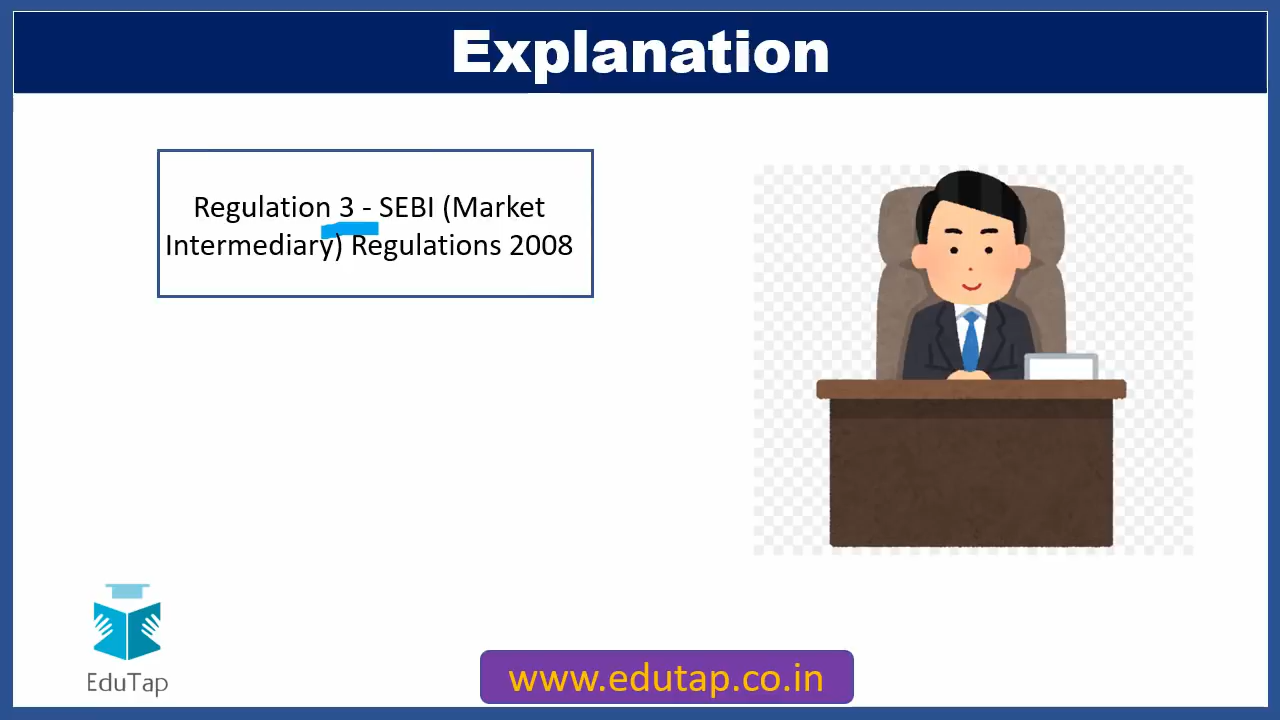 Explanation
Regulation 3 - SEBI (Market
Intermediary) Regulations 2008
EduTap
www.edutap.co.in